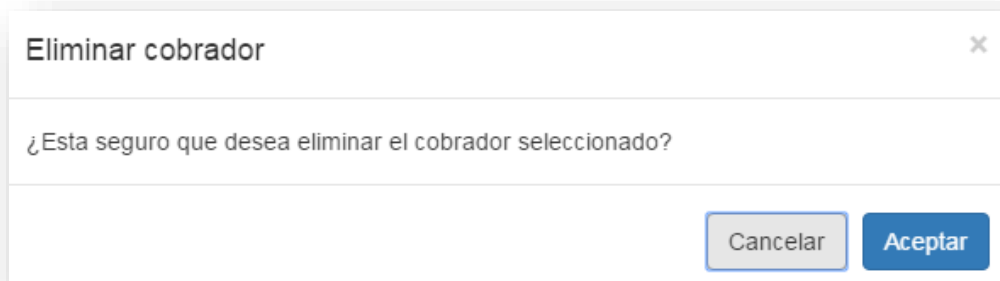 Eliminar cobrador ×
¿Esta seguro que desea eliminar el cobrador seleccionado?
Cancelar Aceptar